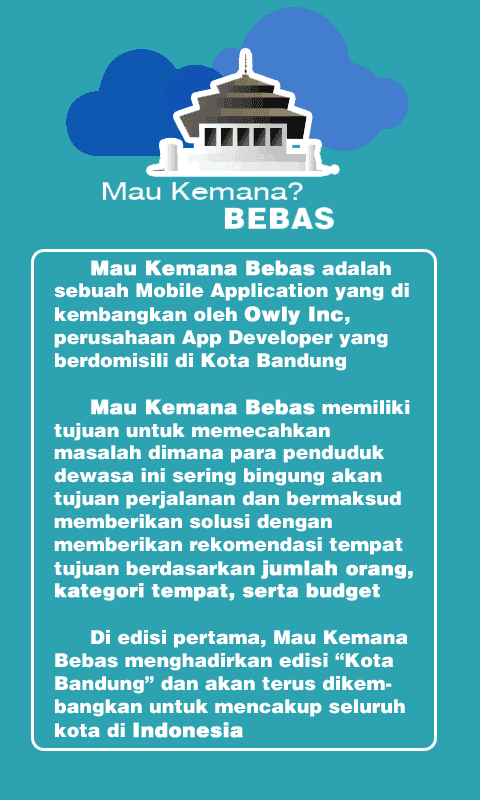 Mau Kemana?
BEBAS
Mau Kemana Bebas adalah
sebuah Mobile Application yang di
kembangkan oleh Owly Inc,
perusahaan App Developer yang
berdomisili di Kota Bandung
Mau Kemana Bebas memiliki
tujuan untuk memecahkan
masalah dimana para penduduk
dewasa ini sering bingung akan
tujuan perjalanan dan bermaksud
memberikan solusi dengan
memberikan rekomendasi tempat
tujuan berdasarkan jumlah orang,
kategori tempat, serta budget
Di edisi pertama, Mau Kemana
Bebas menghadirkan edisi “Kota
Bandung” dan akan terus dikem-
bangkan untuk mencakup seluruh
kota di Indonesia